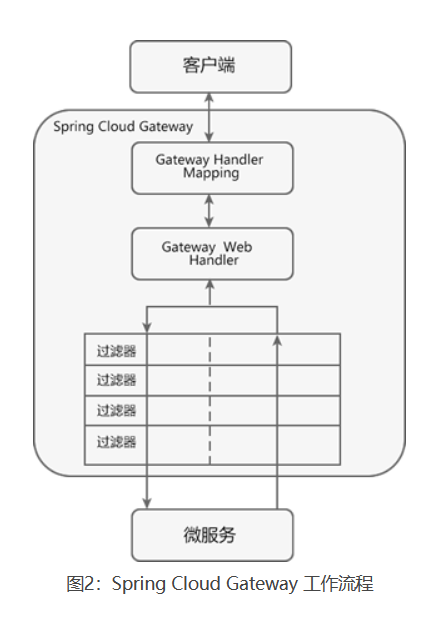 客户端
Spring Cloud Gateway
Gateway Handler
Mapping
Gateway Web
Handler
过滤器
过滤器
过滤器
过滤器
微服务
图2：Spring Cloud Gateway 工作流程